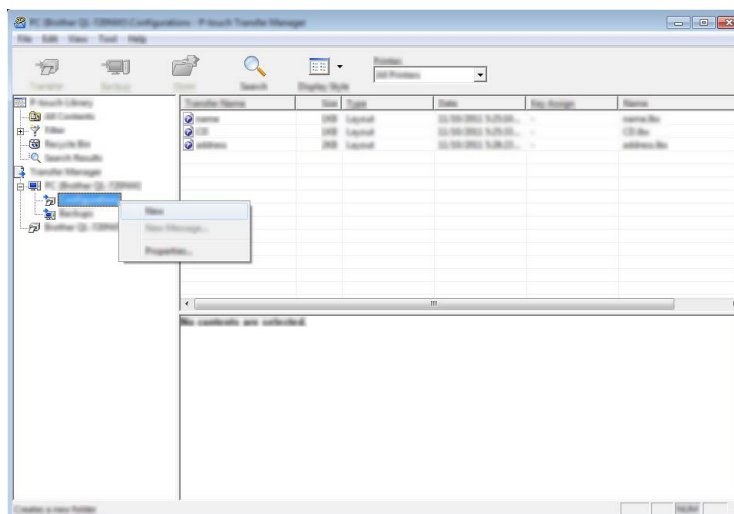 PC (Brother QL-720NW) Configurations - P-touch Transfer Manager
File Edit View Tool Help
Transfer Backup Open Search Display Style
Printer:
All Printers
P-touch Library
All Contents
Filter
Recycle Bin
Search Results
Transfer Manager
PC (Brother QL-720NW)
Configurations
Backups
Brother QL-720NW
Transfer Name Size Type Date Key Assign Name
name 1KB Layout - name.lbx
CD 1KB Layout - CD.lbx
address 2KB Layout - address.lbx
New
New Message...
Properties...
No contents are selected.
Creates a new folder
NUM